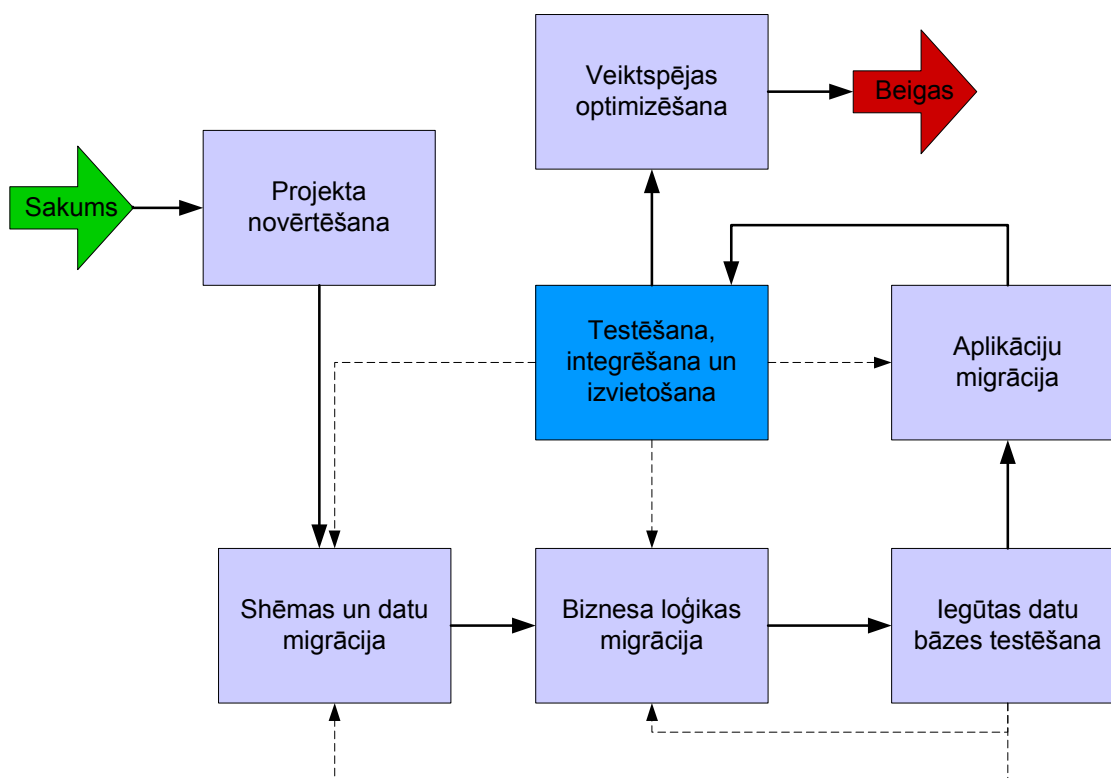 Veiktspējas
optimizēšana
Beigas
Sakums
Projekta
novērtēšana
Testēšana,
integrēšana un
izvietošana
Aplikāciju
migrācija
Shēmas un datu
migrācija
Biznesa loģikas
migrācija
Iegūtas datu
bāzes testēšana